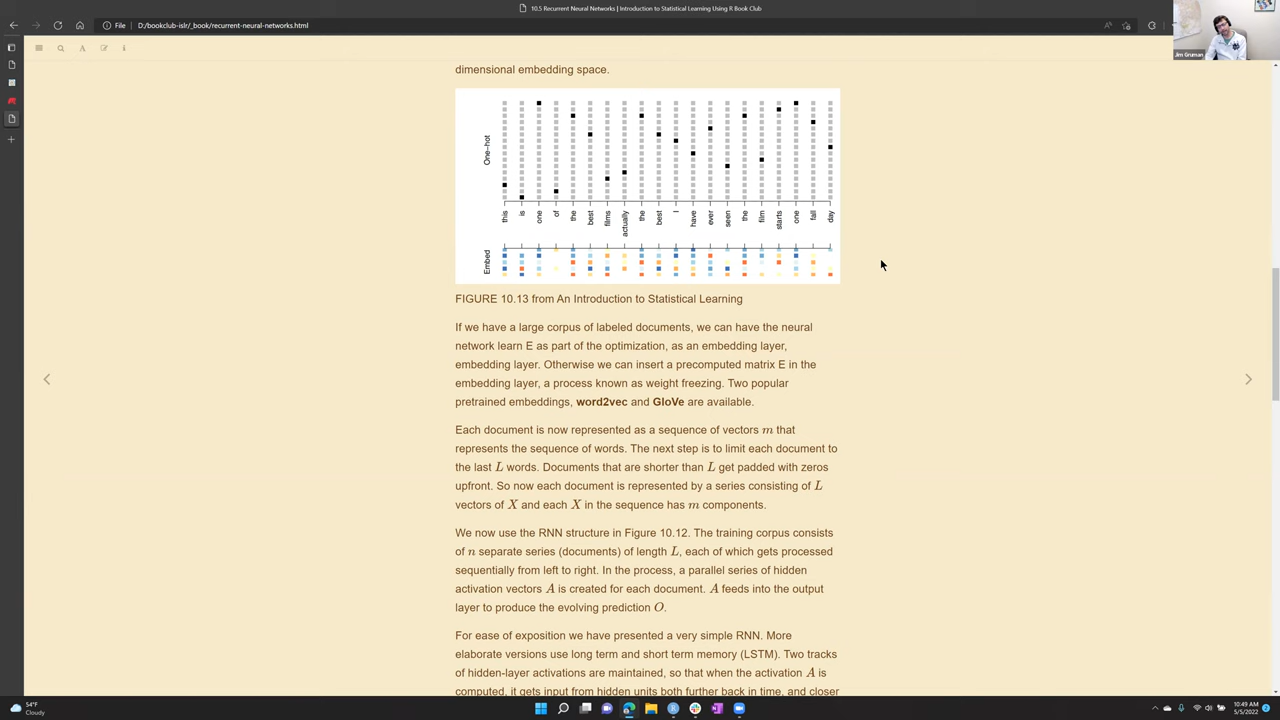 10.5 Recurrent Neural Networks | Introduction to Statistical Learning Using R Book Club
File D:/bookclub-islr/_book/recurrent-neural-networks.html
Jim Gruman
dimensional embedding space.
One-hot
this is one of the best films actually the best I have ever seen the film starts one fall day
Embed
FIGURE 10.13 from An Introduction to Statistical Learning
If we have a large corpus of labeled documents, we can have the neural
network learn E as part of the optimization, as an embedding layer,
embedding layer. Otherwise we can insert a precomputed matrix E in the
embedding layer, a process known as weight freezing. Two popular
pretrained embeddings, word2vec and GloVe are available.
Each document is now represented as a sequence of vectors m that
represents the sequence of words. The next step is to limit each document to
the last L words. Documents that are shorter than L get padded with zeros
upfront. So now each document is represented by a series consisting of L
vectors of X and each X in the sequence has m components.
We now use the RNN structure in Figure 10.12. The training corpus consists
of n separate series (documents) of length L, each of which gets processed
sequentially from left to right. In the process, a parallel series of hidden
activation vectors A is created for each document. A feeds into the output
layer to produce the evolving prediction O.
For ease of exposition we have presented a very simple RNN. More
elaborate versions use long term and short term memory (LSTM). Two tracks
of hidden-layer activations are maintained, so that when the activation A is
computed, it gets input from hidden units both further back in time, and closer
54°F
Cloudy
10:49 AM
5/5/2022